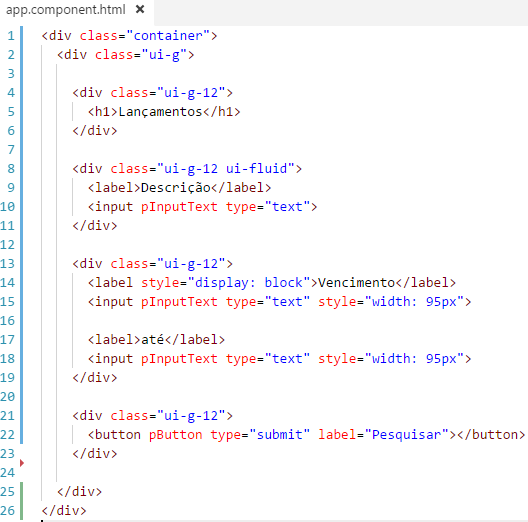 app.component.html ×
1 <div class="container">
2 <div class="ui-g">
3
4 <div class="ui-g-12">
5 <h1>Lançamentos</h1>
6 </div>
7
8 <div class="ui-g-12 ui-fluid">
9 <label>Descrição</label>
10 <input pInputText type="text">
11 </div>
12
13 <div class="ui-g-12">
14 <label style="display: block">Vencimento</label>
15 <input pInputText type="text" style="width: 95px">
16
17 <label>até</label>
18 <input pInputText type="text" style="width: 95px">
19 </div>
20
21 <div class="ui-g-12">
22 <button pButton type="submit" label="Pesquisar"></button>
23 </div>
24
25 </div>
26 </div>